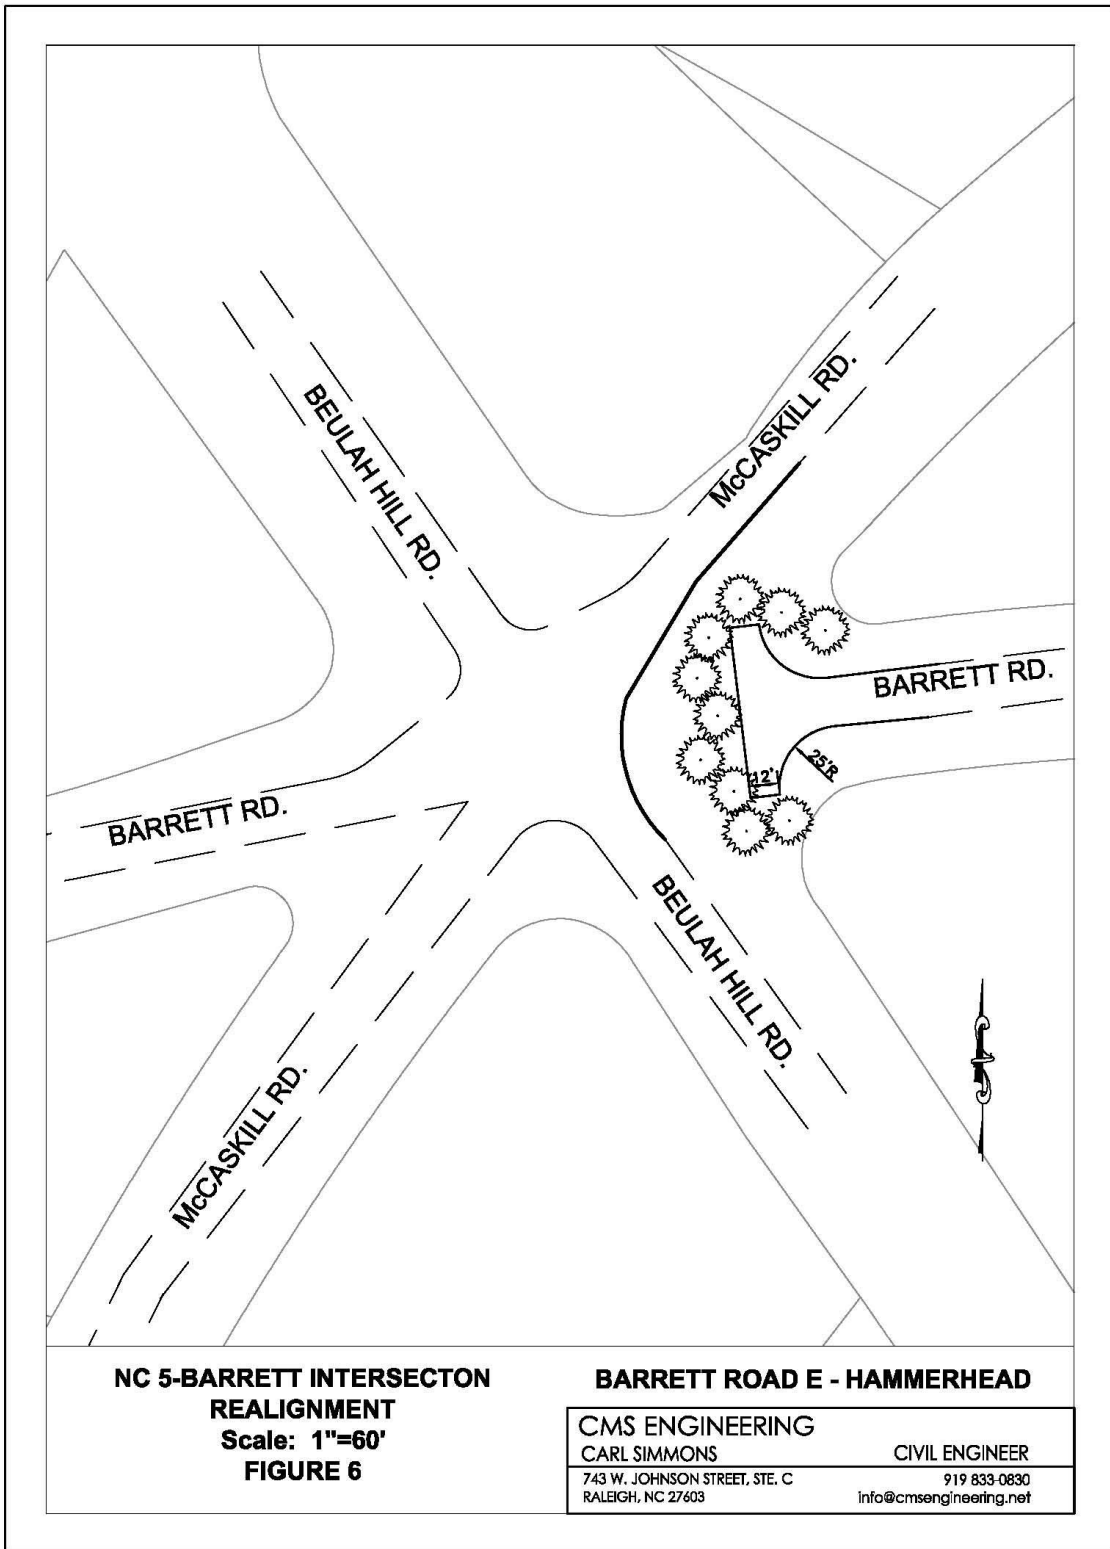 McCASKILL RD.
BEULAH HILL RD.
BARRETT RD.
25'R
12'
BARRETT RD.
BEULAH HILL RD.
McCASKILL RD.
NC 5-BARRETT INTERSECTON
REALIGNMENT
Scale: 1"=60'
FIGURE 6
BARRETT ROAD E - HAMMERHEAD
CMS ENGINEERING
CARL SIMMONS
CIVIL ENGINEER
743 W. JOHNSON STREET, STE. C
RALEIGH, NC 27603
919 833-0830
info@cmsengineering.net